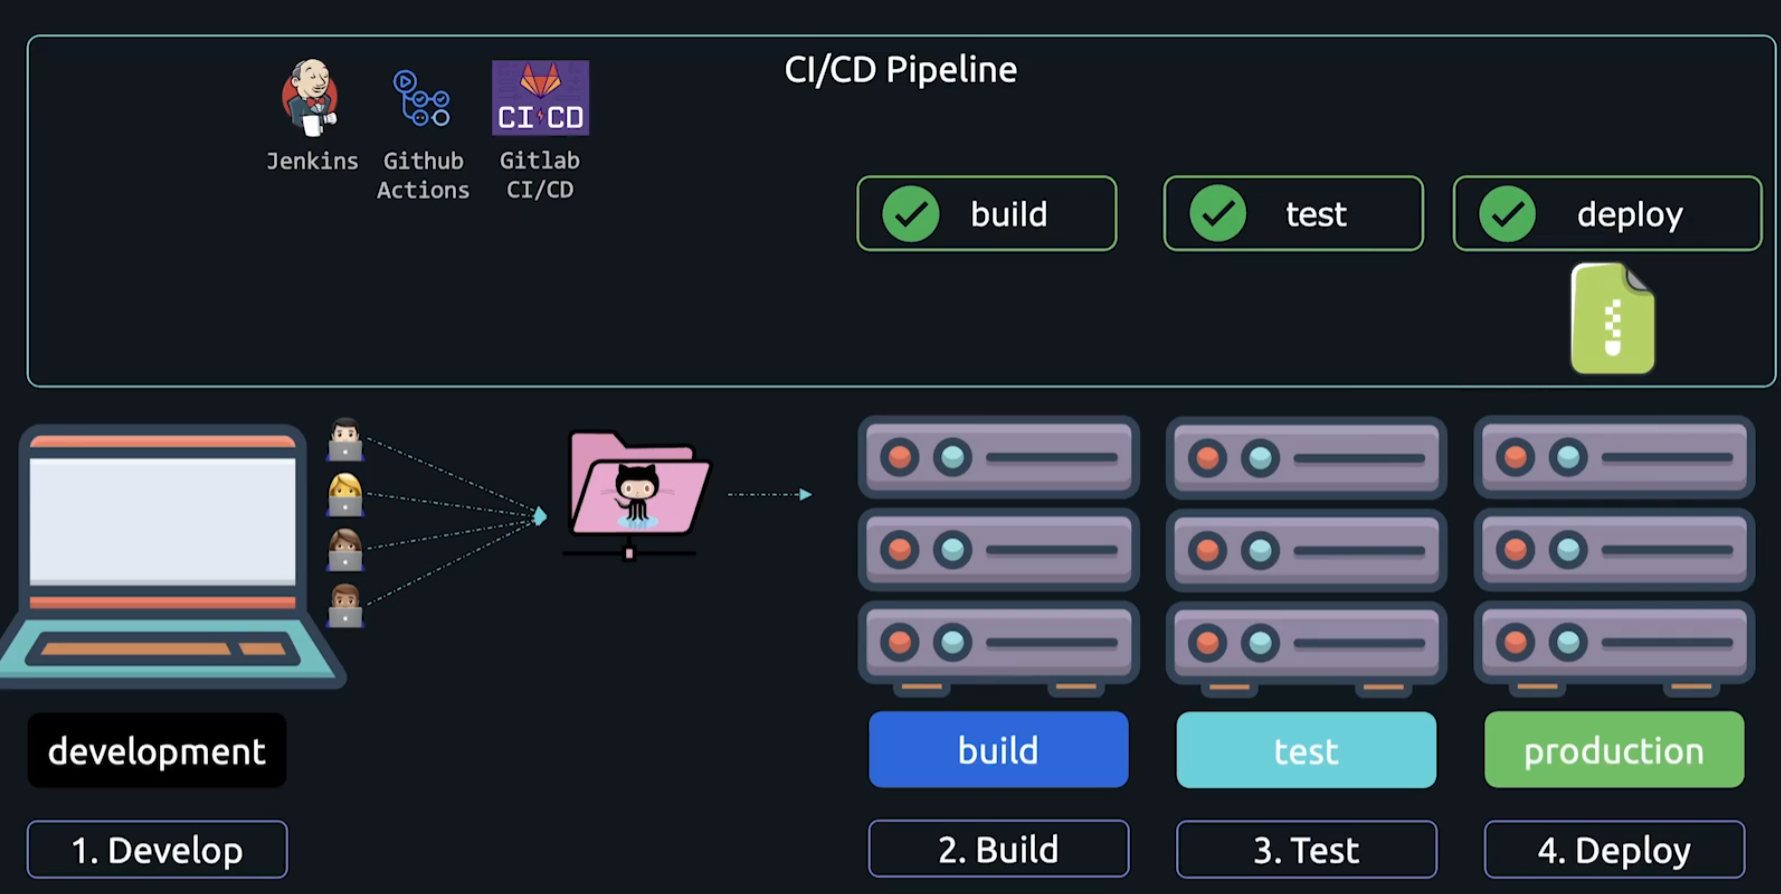 CI/CD Pipeline
CI CD
Jenkins
Github
Actions
Gitlab
CI/CD
build
test
deploy
development
build
test
production
1. Develop
2. Build
3. Test
4. Deploy